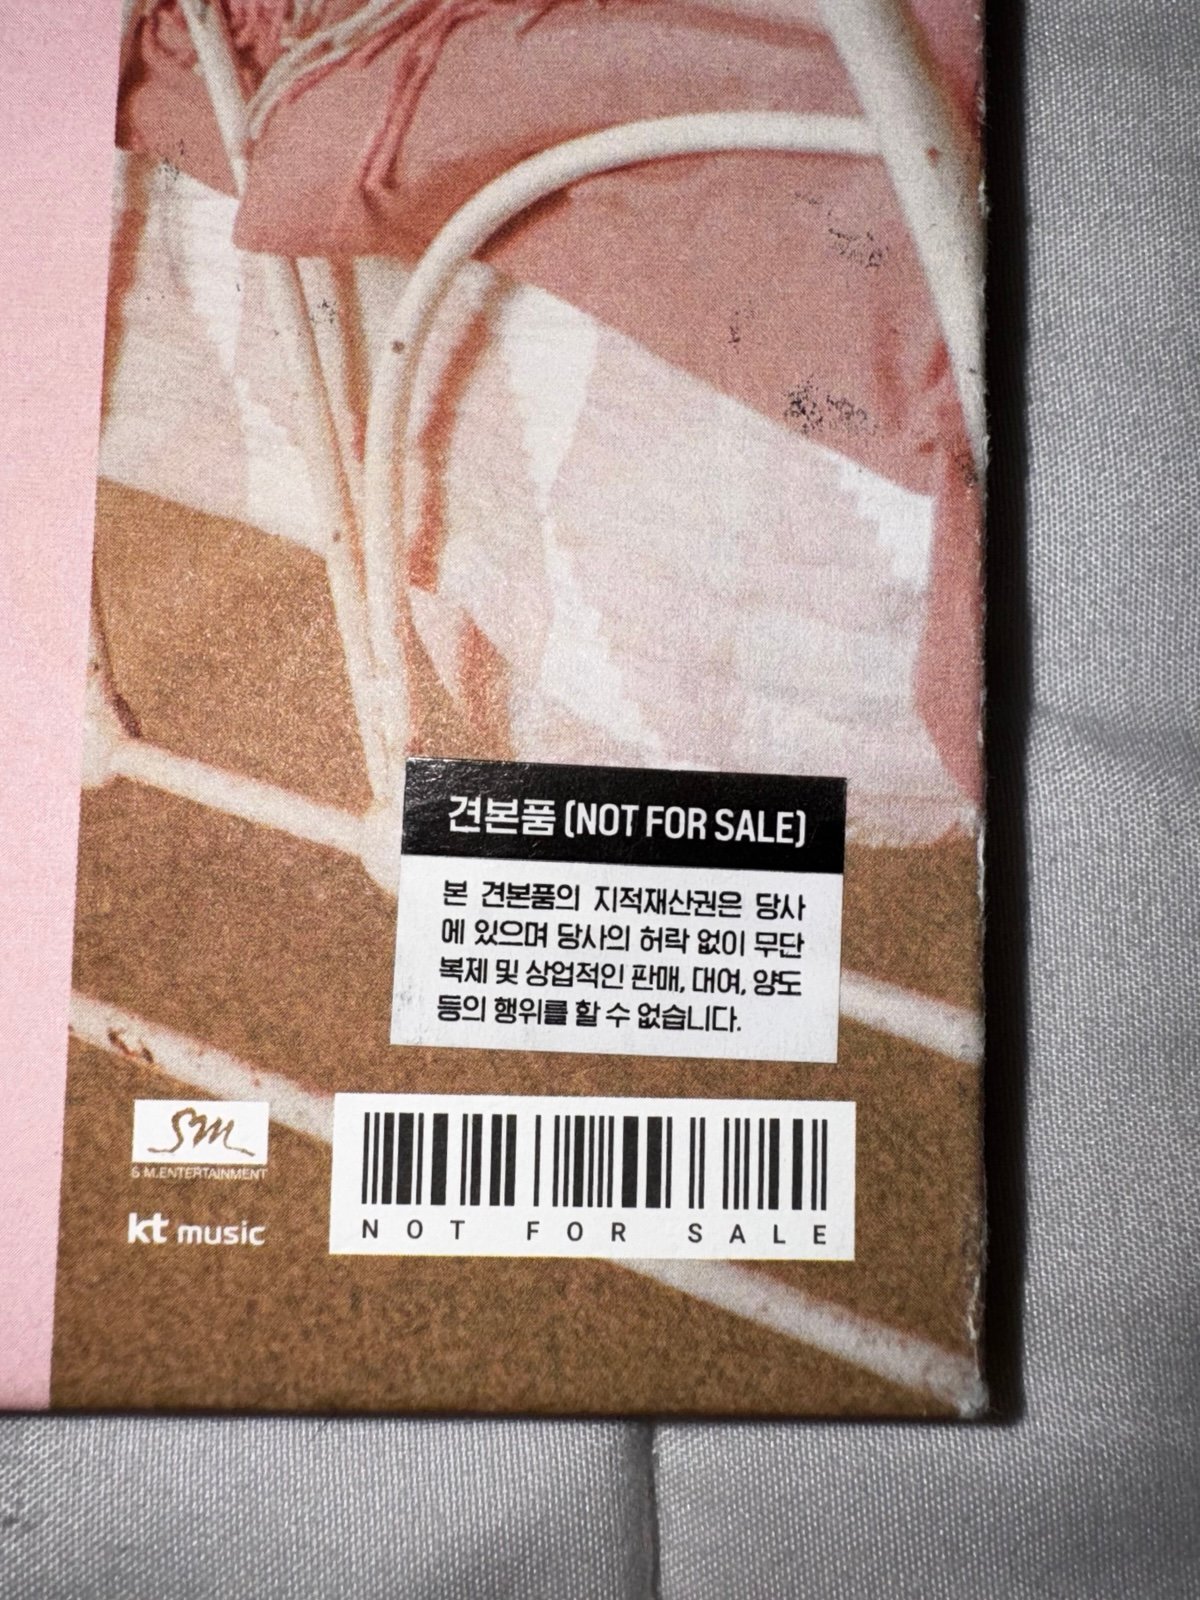 견본품 (NOT FOR SALE)
본 견본품의 지적재산권은 당사
에 있으며 당사의 허락 없이 무단
복제 및 상업적인 판매, 대여, 양도
등의 행위를 할 수 없습니다.
SM
S.M.ENTERTAINMENT
kt music
NOT FOR SALE